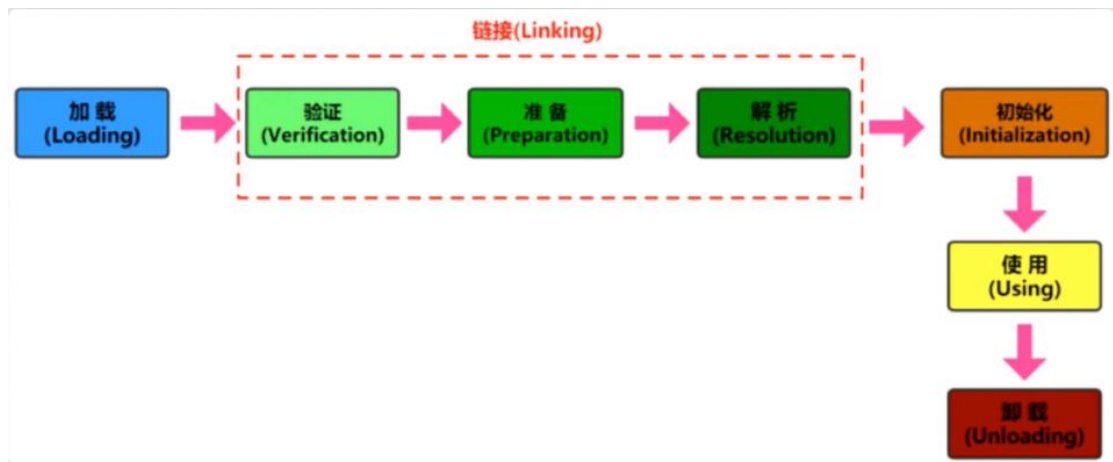 链接(Linking)
加 载
(Loading)
验证
(Verification)
准 备
(Preparation)
解 析
(Resolution)
初始化
(Initialization)
使 用
(Using)
卸 载
(Unloading)